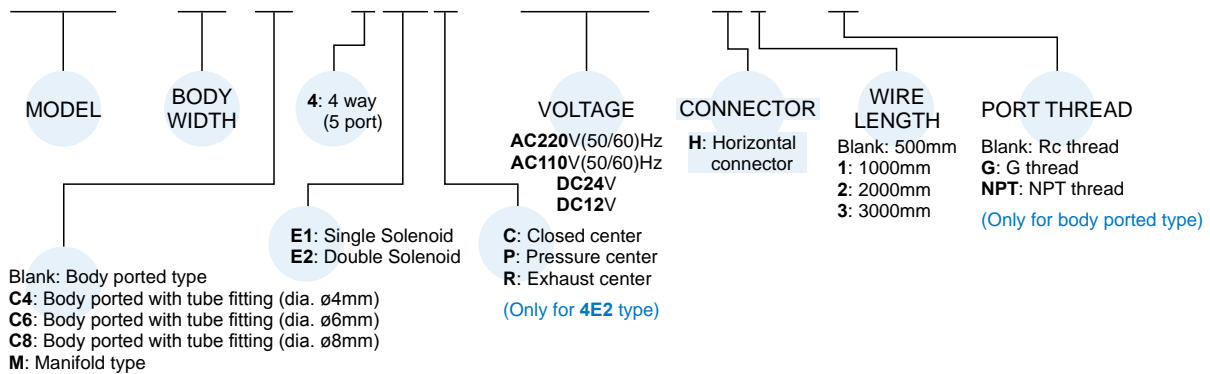 MODEL
BODY
WIDTH
4: 4 way
(5 port)
VOLTAGE
AC220V(50/60)Hz
AC110V(50/60)Hz
DC24V
DC12V
CONNECTOR
H: Horizontal
connector
WIRE
LENGTH
Blank: 500mm
1: 1000mm
2: 2000mm
3: 3000mm
PORT THREAD
Blank: Rc thread
G: G thread
NPT: NPT thread
(Only for body ported type)
E1: Single Solenoid
E2: Double Solenoid
C: Closed center
P: Pressure center
R: Exhaust center
(Only for 4E2 type)
Blank: Body ported type
C4: Body ported with tube fitting (dia. ø4mm)
C6: Body ported with tube fitting (dia. ø6mm)
C8: Body ported with tube fitting (dia. ø8mm)
M: Manifold type